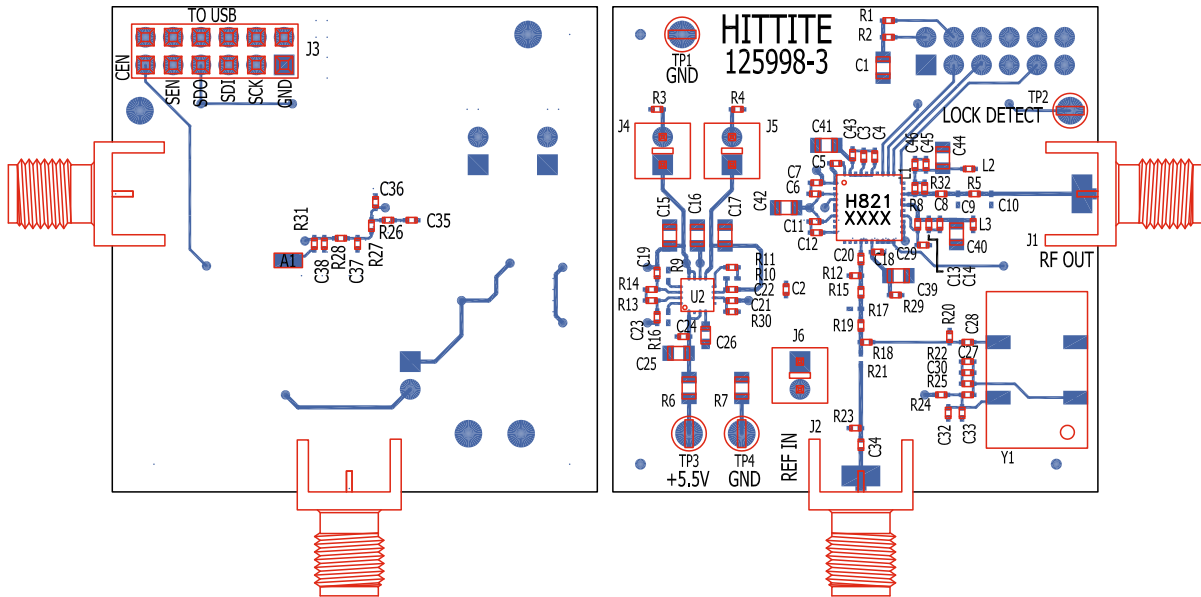 TO USB
J3
CEN
SEN
SDO
SDI
SCK
GND
C36
C35
R31
R26
R28
R27
A1
C38
C37
HITTITE
125998-3
TP1
GND
R1
R2
C1
TP2
LOCK DETECT
R3
R4
J4
J5
C41
C43
C3
C4
C46
C45
C44
C5
C7
C6
L1
L2
R32
R5
C42
H821
XXXX
R8
C8
C9
C10
C15
C16
C17
C11
C12
L3
C40
J1
RF OUT
C19
R9
R11
R10
C20
C18
C29
C13
C14
R12
R14
R13
U2
C22
C21
R30
C2
R15
C39
R29
R17
C23
R16
C24
C26
R19
R20
C28
C25
J6
R18
R22
C27
R21
C30
R25
R6
R7
R24
C32
C33
R23
J2
C34
TP3
+5.5V
TP4
GND
REF IN
Y1